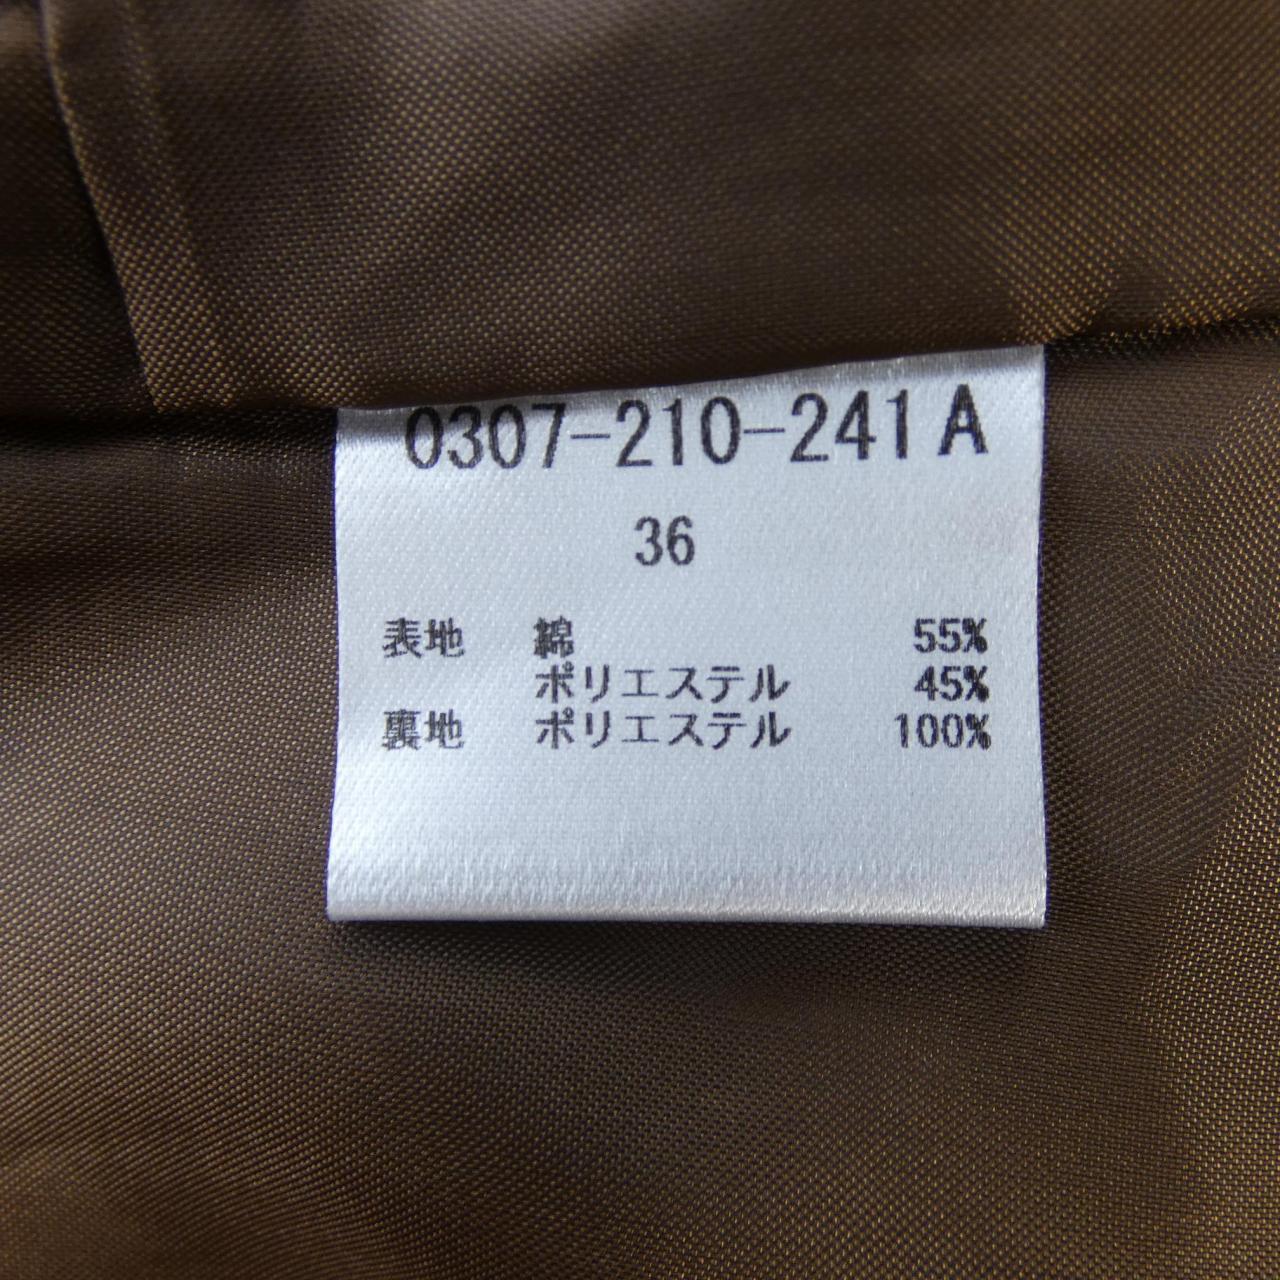 0307-210-241 A
36
表地 綿 55%
ポリエステル 45%
裏地 ポリエステル 100%